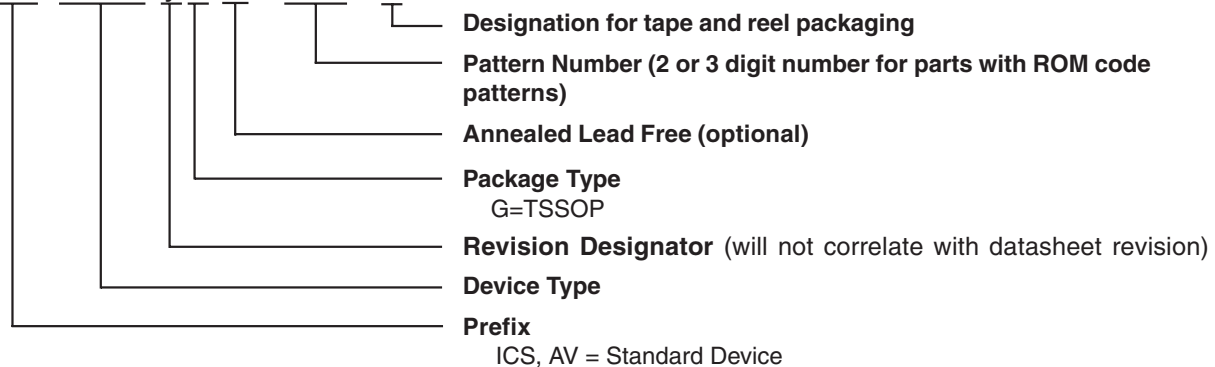 Designation for tape and reel packaging
Pattern Number (2 or 3 digit number for parts with ROM code
patterns)
Annealed Lead Free (optional)
Package Type
G=TSSOP
Revision Designator (will not correlate with datasheet revision)
Device Type
Prefix
ICS, AV = Standard Device